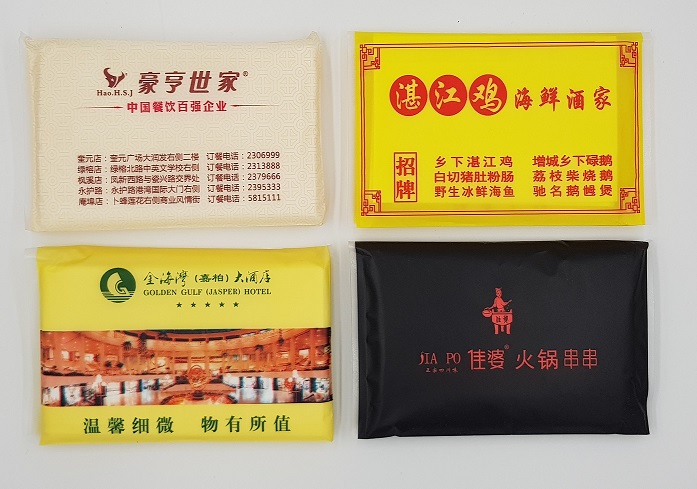 豪亨世家®
Hao.H.S.J
中国餐饮百强企业
奎元店：奎元广场大润发右侧二楼 订餐电话：2306999
绿榕店：绿榕北路中英文学校右侧 订餐电话：2313888
枫溪店：凤新西路与瓷兴路交界处 订餐电话：2379666
永护路：永护路港湾国际大门右侧 订餐电话：2395333
庵埠店：卜蜂莲花右侧商业风情街 订餐电话：5815111
湛江鸡 海鲜酒家
招牌
乡下湛江鸡 增城乡下碌鹅
白切猪肚粉肠 荔枝柴烧鹅
野生冰鲜海鱼 驰名鹅乸煲
金海灣（嘉柏）大酒店
GOLDEN GULF (JASPER) HOTEL
温馨细微 物有所值
JIA PO 佳婆® 火锅串串